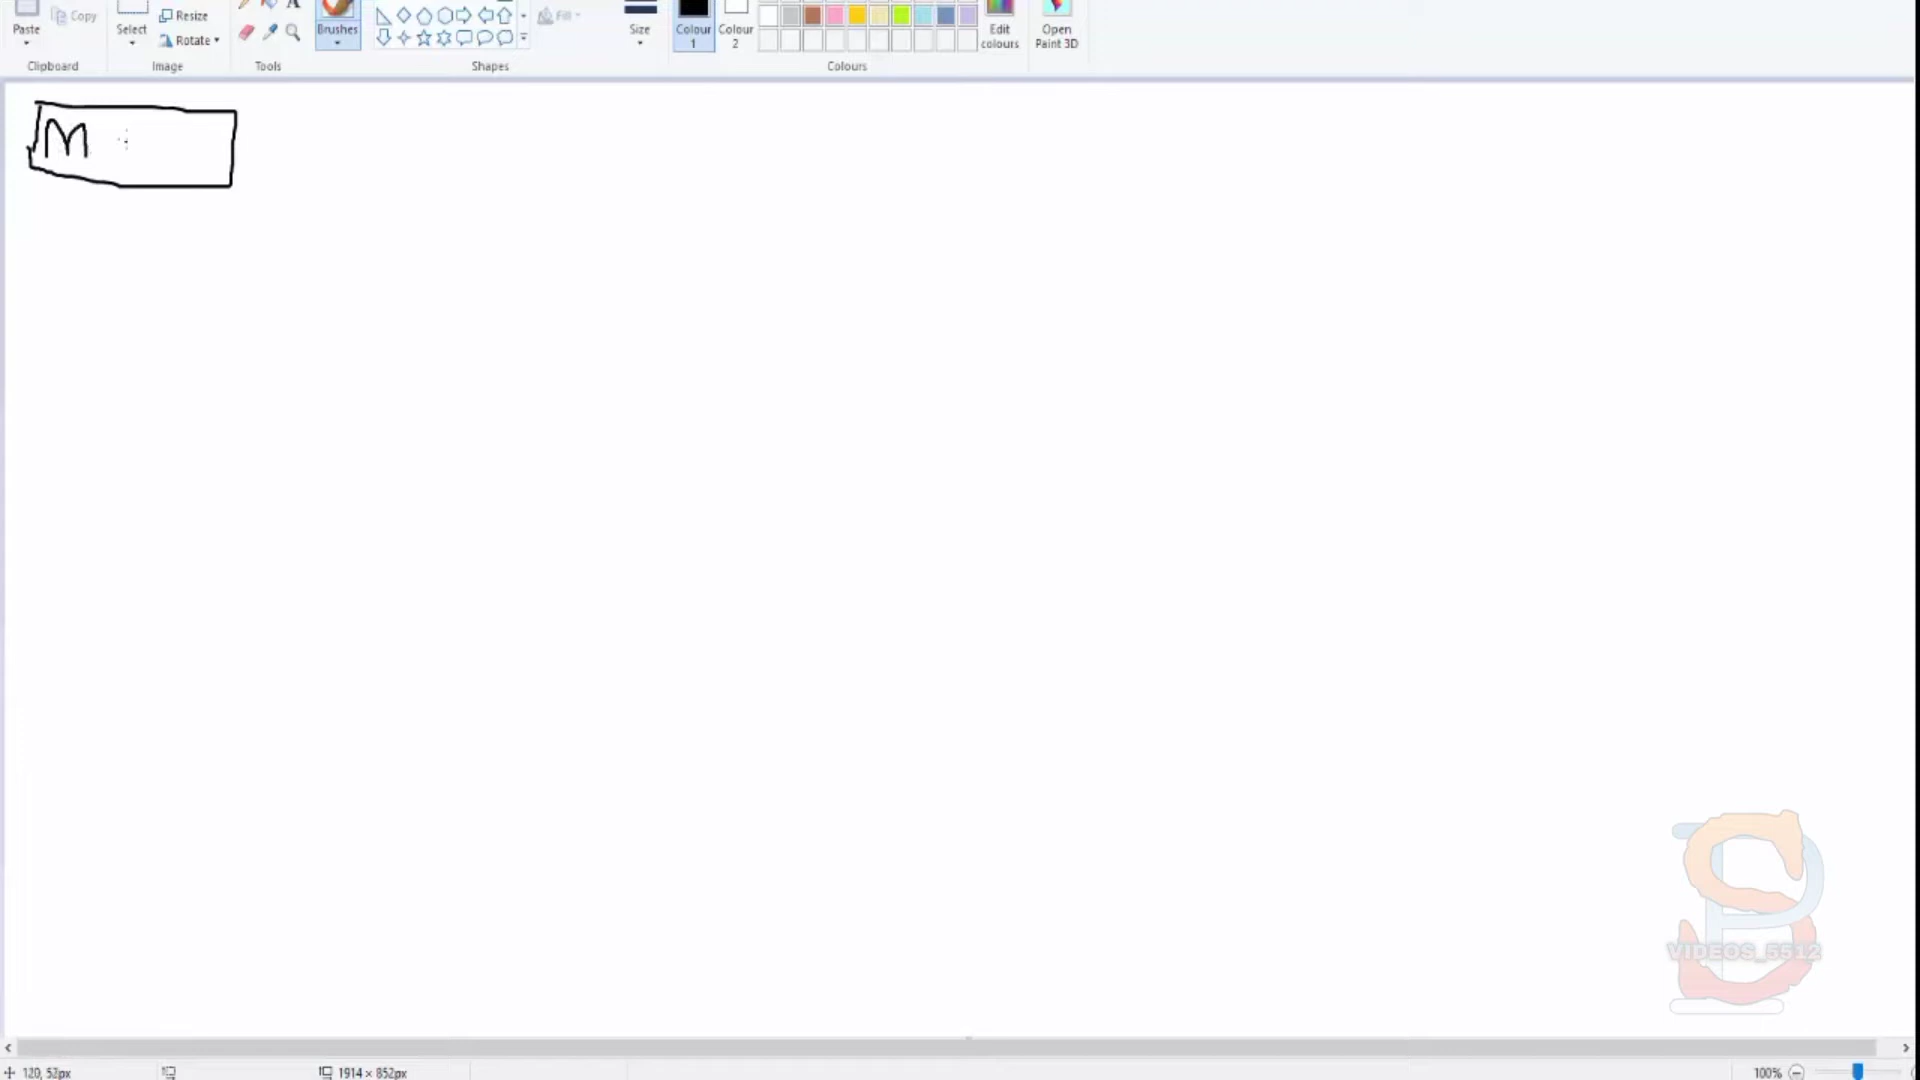 Paste
Copy
Select
Resize
Rotate
Brushes
Fill
Size
Colour 1
Colour 2
Edit colours
Open Paint 3D
Clipboard
Image
Tools
Shapes
Colours
M
VIDEOS_5512
120, 52px
1914 × 852px
100%